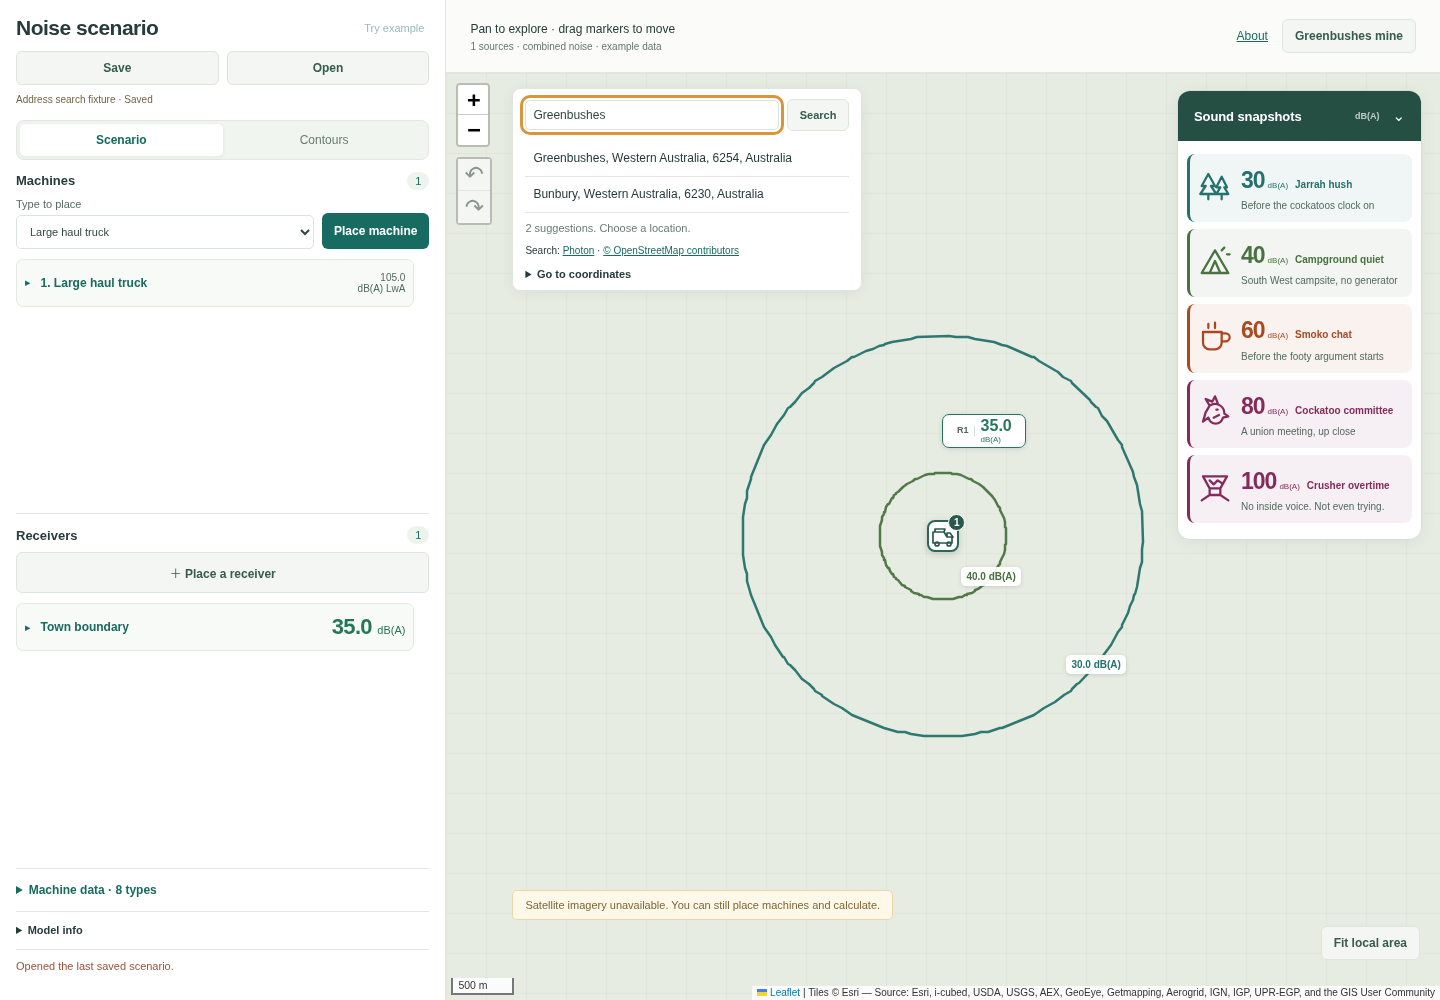 Noise scenario
Try example
Save
Open
Address search fixture · Saved
Scenario
Contours
Machines
1
Type to place
Large haul truck
Place machine
1. Large haul truck
105.0
dB(A) LwA
Receivers
1
Place a receiver
Town boundary
35.0 dB(A)
Machine data · 8 types
Model info
Opened the last saved scenario.
Pan to explore · drag markers to move
1 sources · combined noise · example data
About
Greenbushes mine
+
−
Greenbushes
Search
Greenbushes, Western Australia, 6254, Australia
Bunbury, Western Australia, 6230, Australia
2 suggestions. Choose a location.
Search: Photon · © OpenStreetMap contributors
Go to coordinates
R1
35.0
dB(A)
1
40.0 dB(A)
30.0 dB(A)
Sound snapshots
dB(A)
30 dB(A) Jarrah hush
Before the cockatoos clock on
40 dB(A) Campground quiet
South West campsite, no generator
60 dB(A) Smoko chat
Before the footy argument starts
80 dB(A) Cockatoo committee
A union meeting, up close
100 dB(A) Crusher overtime
No inside voice. Not even trying.
Satellite imagery unavailable. You can still place machines and calculate.
Fit local area
500 m
Leaflet | Tiles © Esri — Source: Esri, i-cubed, USDA, USGS, AEX, GeoEye, Getmapping, Aerogrid, IGN, IGP, UPR-EGP, and the GIS User Community